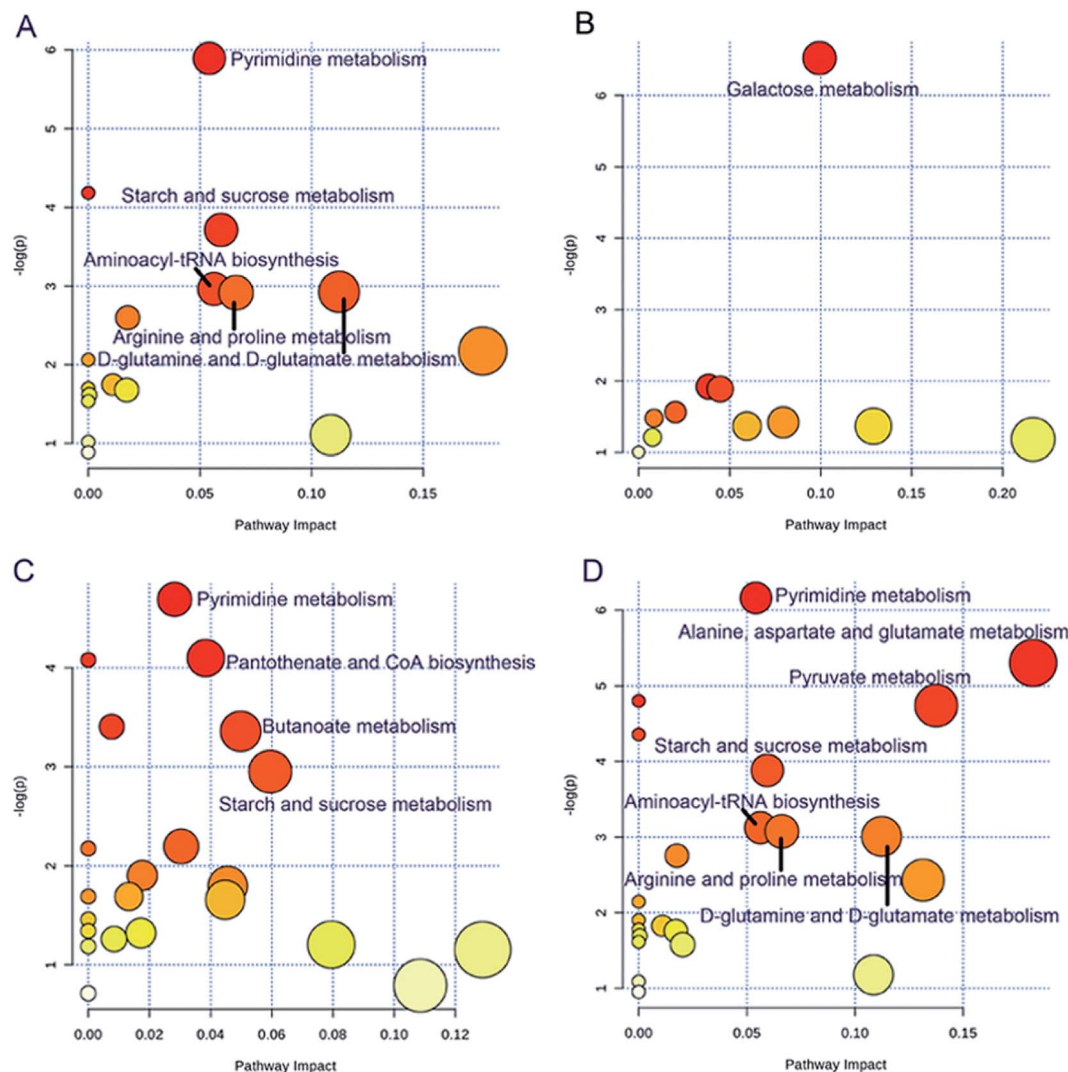 A
6
5
4
3
2
1
-log(p)
Pyrimidine metabolism
Starch and sucrose metabolism
Aminoacyl-tRNA biosynthesis
Arginine and proline metabolism
D-glutamine and D-glutamate metabolism
0.00 0.05 0.10 0.15
Pathway Impact
B
6
5
4
3
2
1
-log(p)
Galactose metabolism
0.00 0.05 0.10 0.15 0.20
Pathway Impact
C
4
3
2
1
-log(p)
Pyrimidine metabolism
Pantothenate and CoA biosynthesis
Butanoate metabolism
Starch and sucrose metabolism
0.00 0.02 0.04 0.06 0.08 0.10 0.12
Pathway Impact
D
6
5
4
3
2
1
-log(p)
Pyrimidine metabolism
Alanine, aspartate and glutamate metabolism
Pyruvate metabolism
Starch and sucrose metabolism
Aminoacyl-tRNA biosynthesis
Arginine and proline metabolism
D-glutamine and D-glutamate metabolism
0.00 0.05 0.10 0.15
Pathway Impact